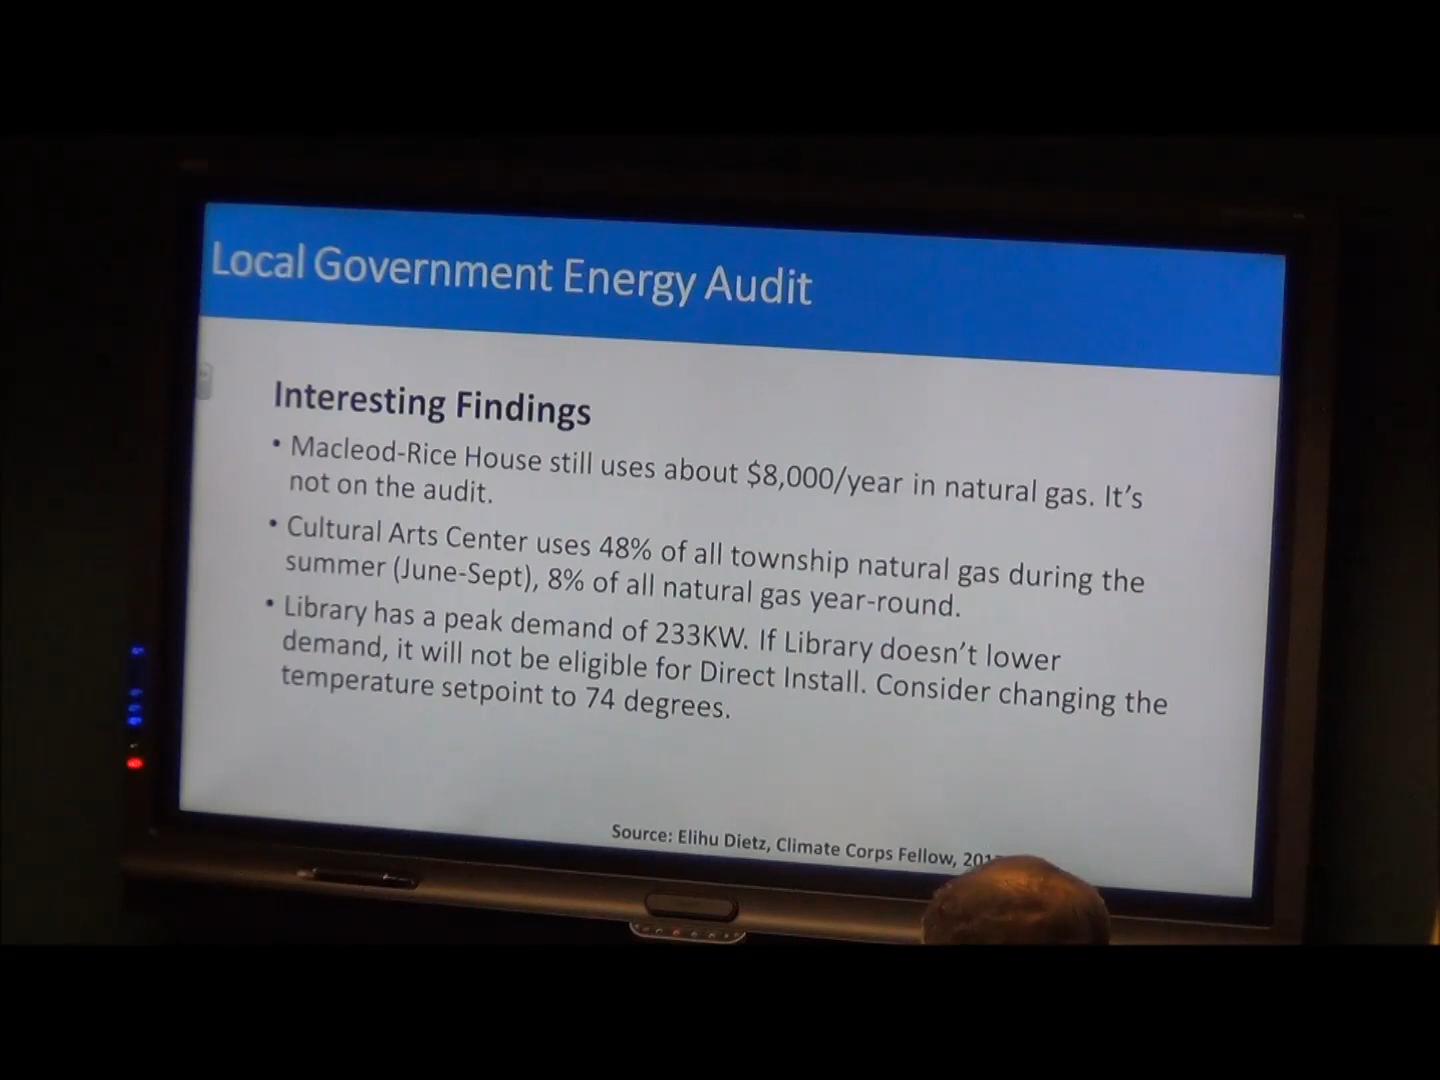 Local Government Energy Audit
Interesting Findings
• Macleod-Rice House still uses about $8,000/year in natural gas. It's
not on the audit.
• Cultural Arts Center uses 48% of all township natural gas during the
summer (June-Sept), 8% of all natural gas year-round.
• Library has a peak demand of 233KW. If Library doesn't lower
demand, it will not be eligible for Direct Install. Consider changing the
temperature setpoint to 74 degrees.
Source: Elihu Dietz, Climate Corps Fellow,